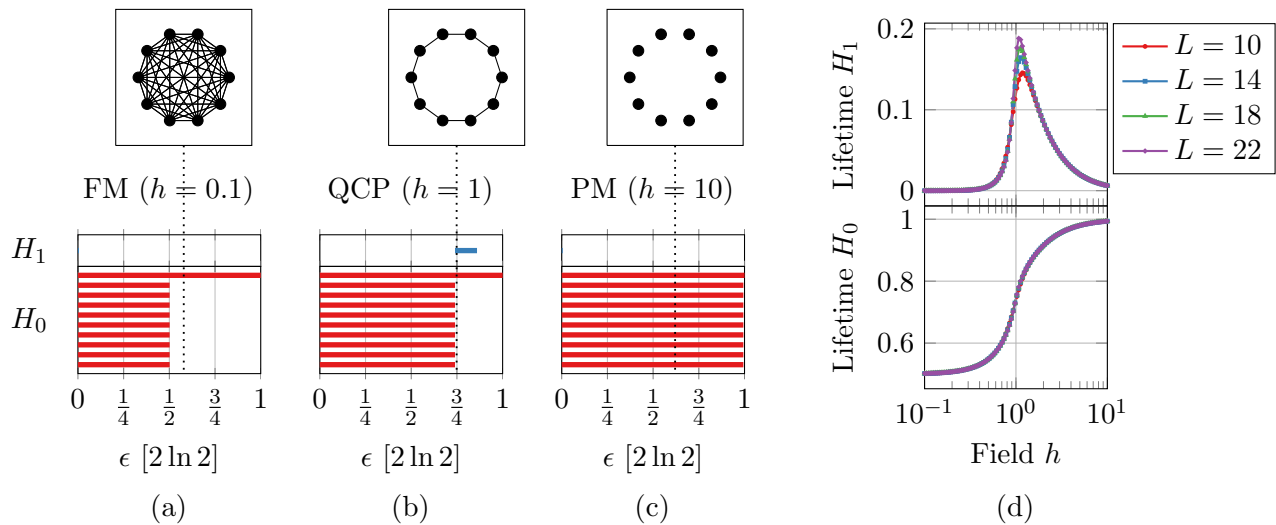 FM (h = 0.1)
QCP (h = 1)
PM (h = 10)
H₁
H₀
0 1/4 1/2 3/4 1
0 1/4 1/2 3/4 1
0 1/4 1/2 3/4 1
ϵ [2 ln 2]
ϵ [2 ln 2]
ϵ [2 ln 2]
(a)
(b)
(c)
Lifetime H₁
0.2
0.1
0
L = 10
L = 14
L = 18
L = 22
Lifetime H₀
1
0.8
0.6
10⁻¹ 10⁰ 10¹
Field h
(d)